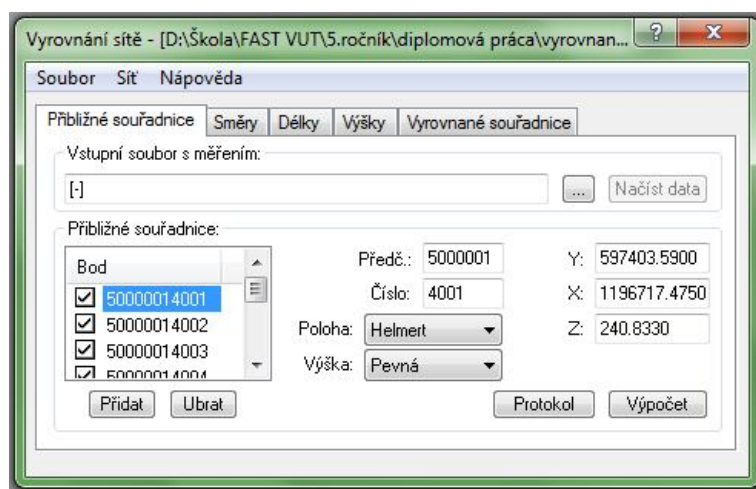 Vyrovnání sítě - [D:\Škola\FAST VUT\5.ročník\diplomová práca\vyrovnan...
Soubor Síť Nápověda
Přibližné souřadnice Směry Délky Výšky Vyrovnané souřadnice
Vstupní soubor s měřením:
[-] ... Načíst data
Přibližné souřadnice:
Bod
50000014001
50000014002
50000014003
50000014004
Předč.: 5000001 Y: 597403.5900
Číslo: 4001 X: 1196717.4750
Poloha: Helmert Z: 240.8330
Výška: Pevná
Přidat Ubrat Protokol Výpočet